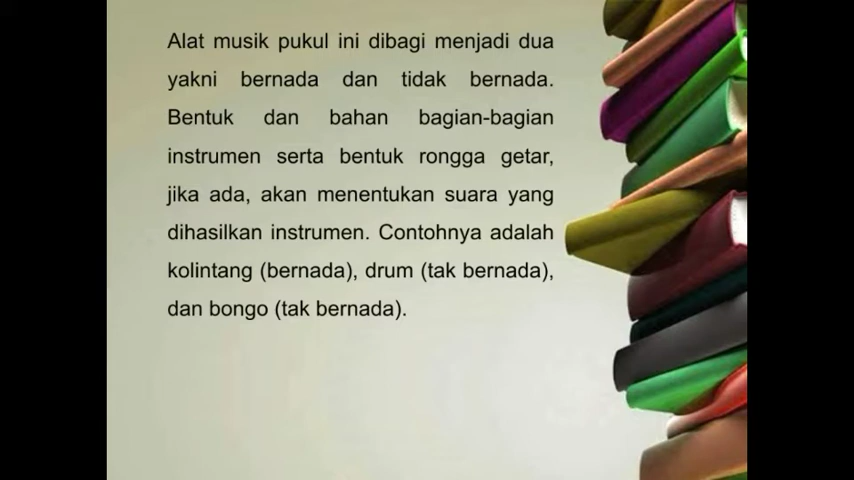 Alat musik pukul ini dibagi menjadi dua
yakni bernada dan tidak bernada.
Bentuk dan bahan bagian-bagian
instrumen serta bentuk rongga getar,
jika ada, akan menentukan suara yang
dihasilkan instrumen. Contohnya adalah
kolintang (bernada), drum (tak bernada),
dan bongo (tak bernada).